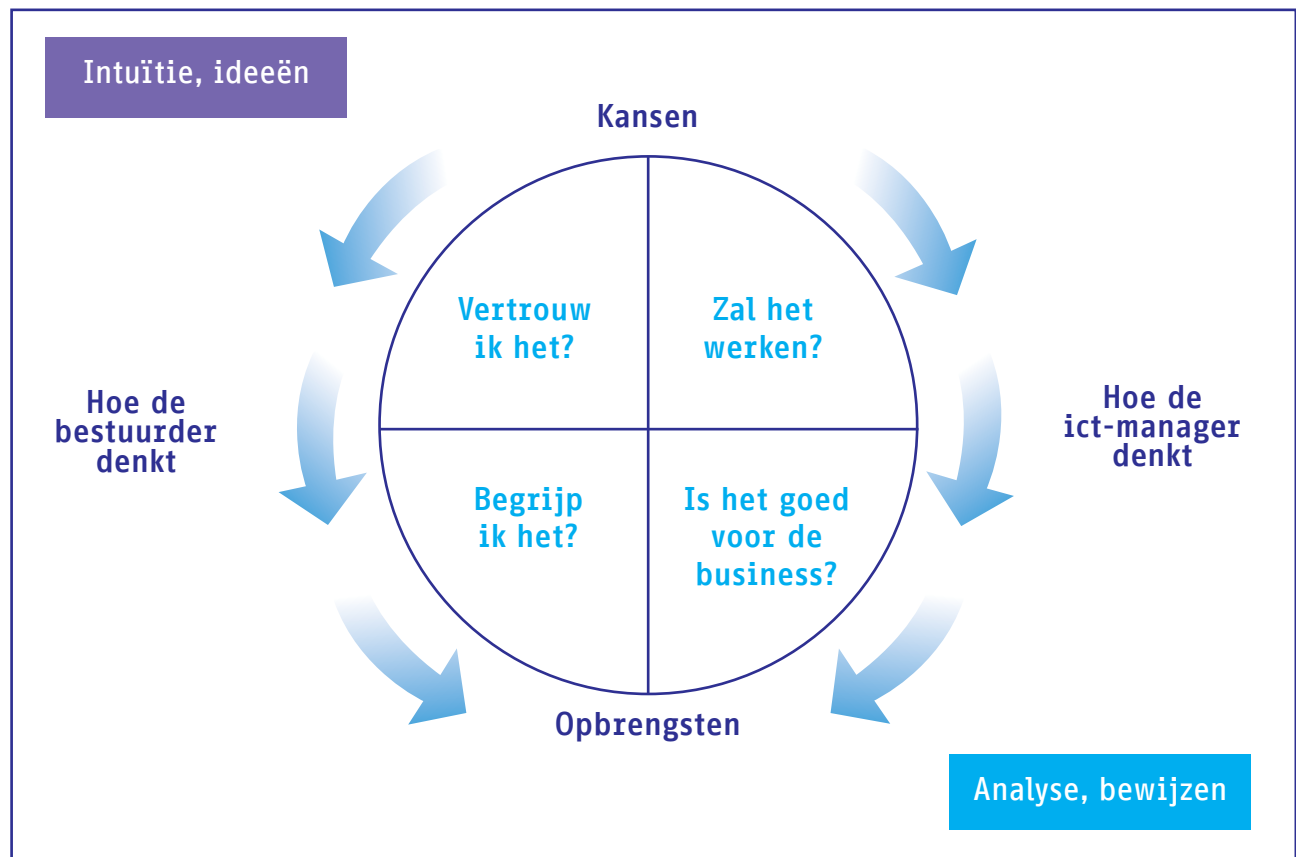 Intuïtie, ideeën
Kansen
Vertrouw
ik het?
Zal het
werken?
Hoe de
bestuurder
denkt
Hoe de
ict-manager
denkt
Begrijp
ik het?
Is het goed
voor de
business?
Opbrengsten
Analyse, bewijzen